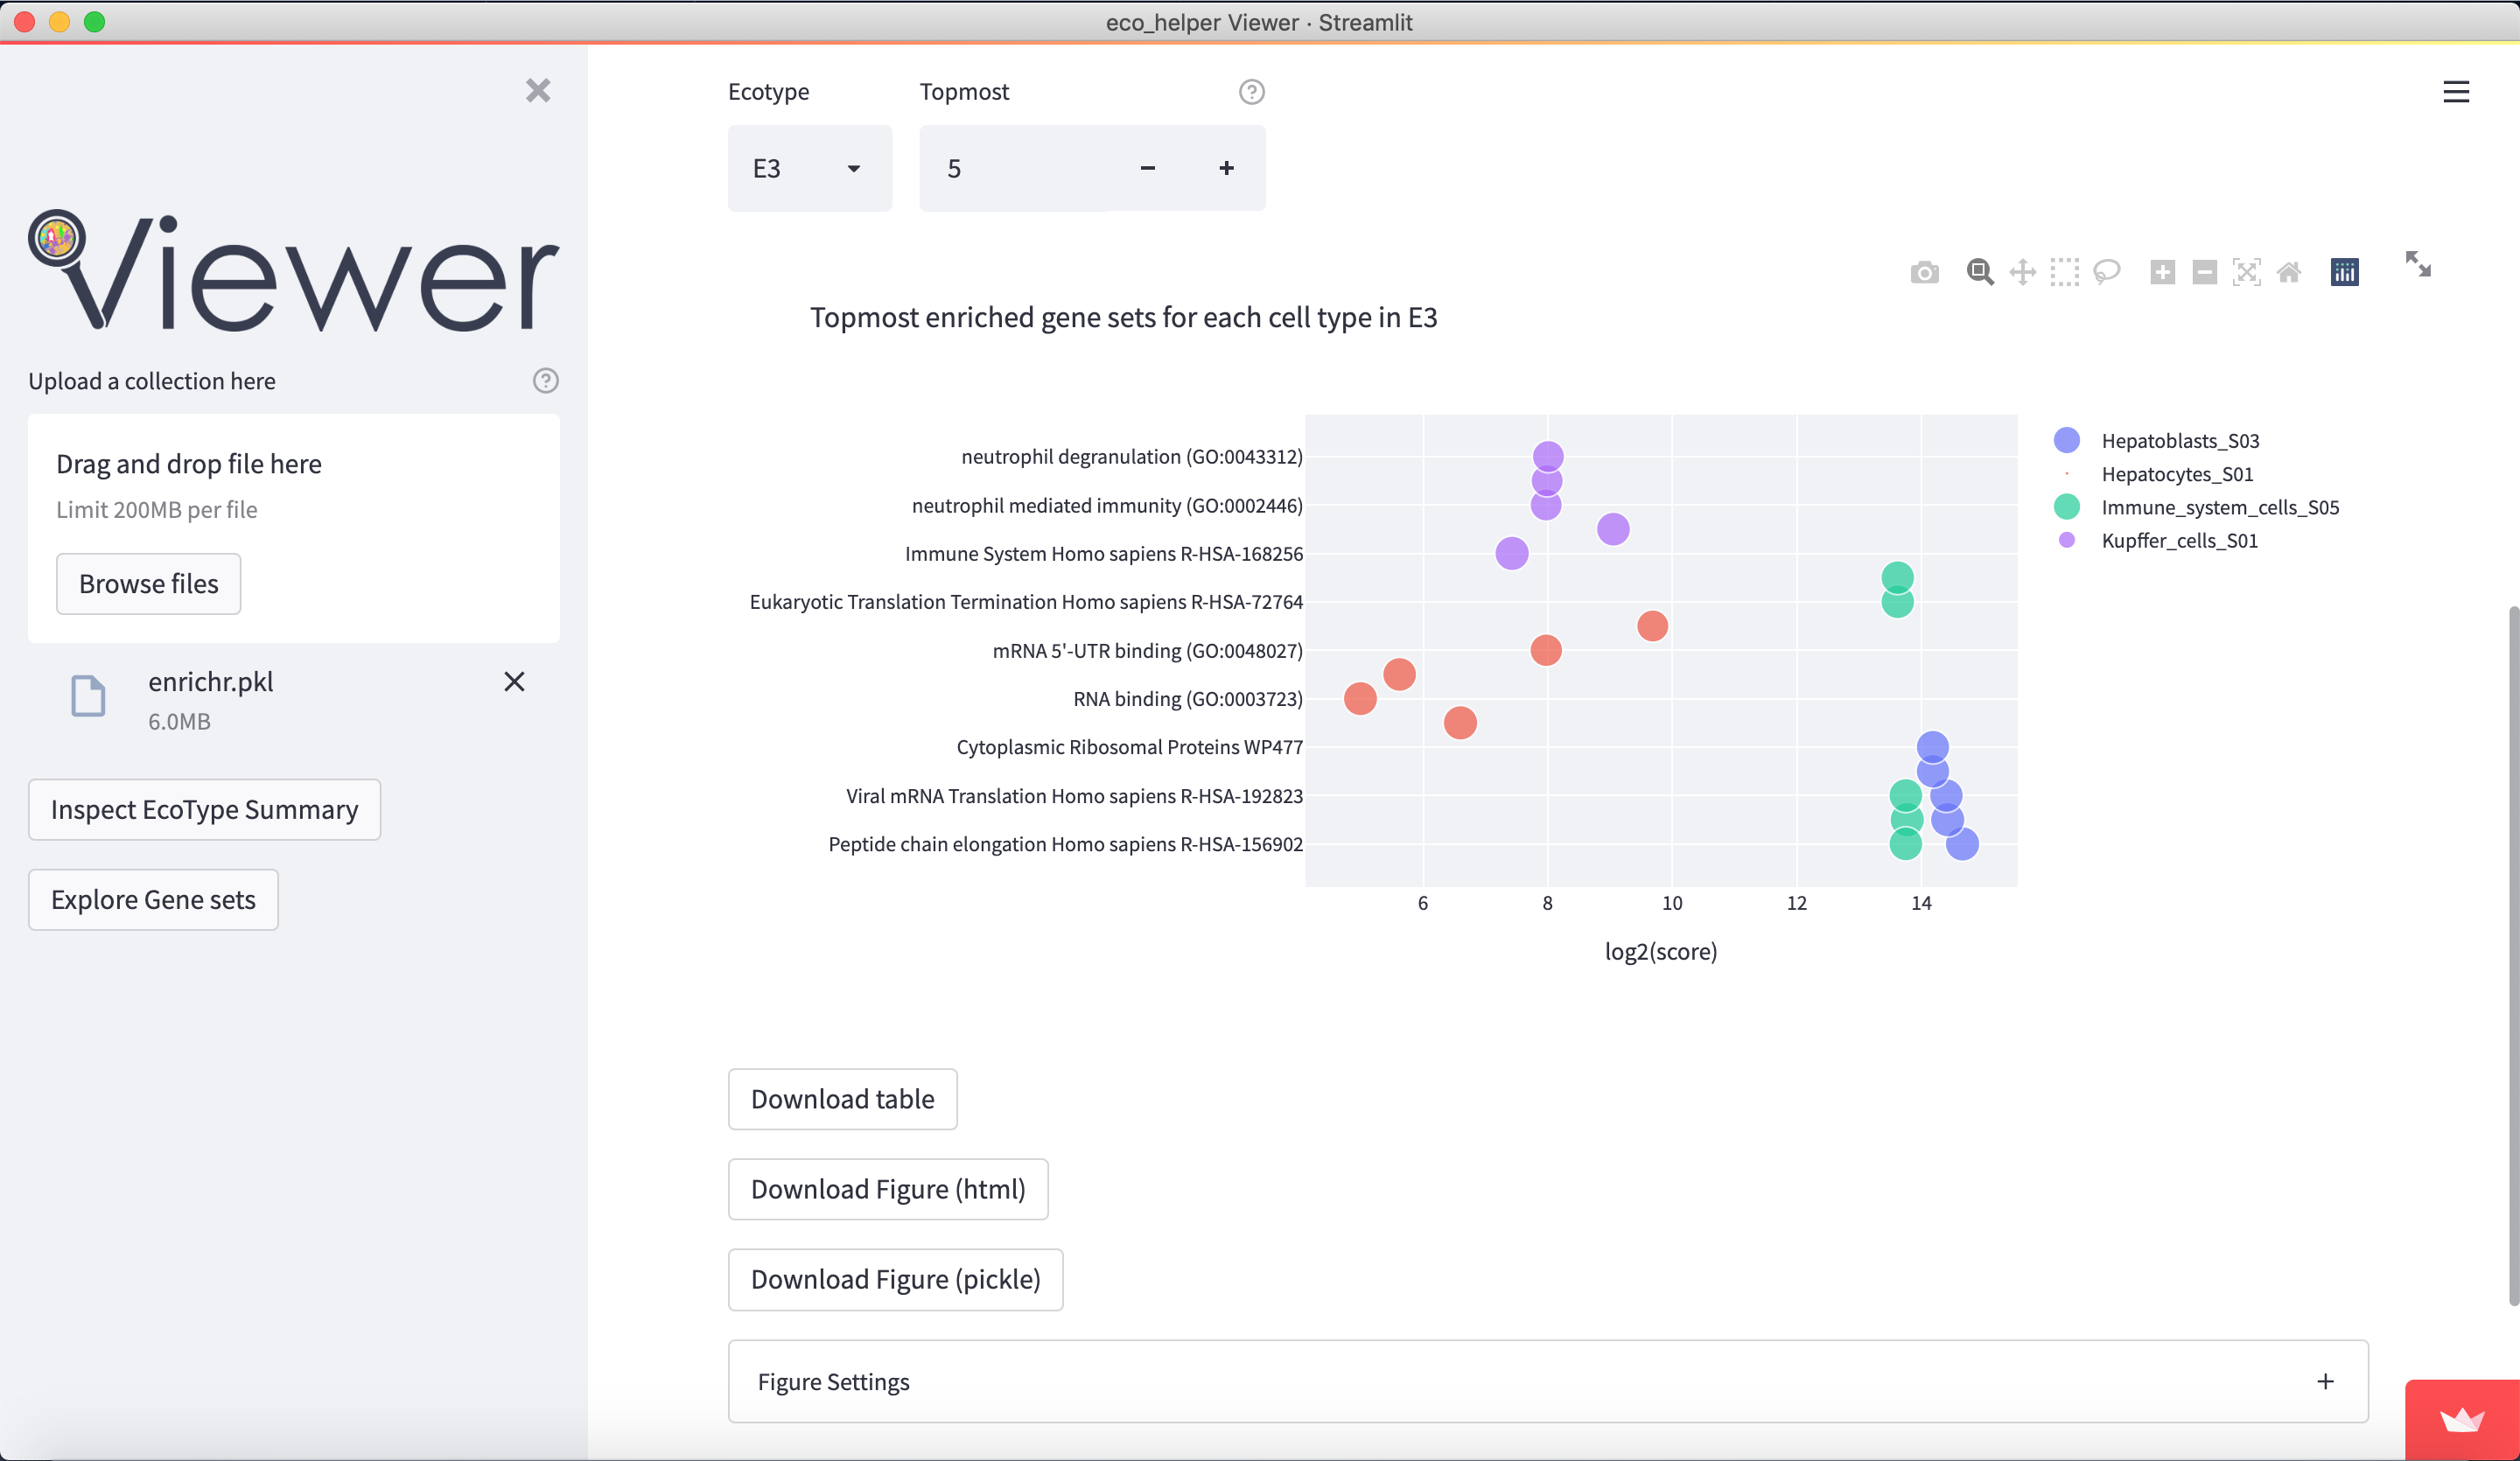 eco_helper Viewer · Streamlit
Viewer
Upload a collection here
Drag and drop file here
Limit 200MB per file
Browse files
enrichr.pkl
6.0MB
Inspect EcoType Summary
Explore Gene sets
Ecotype
Topmost
E3
5
Topmost enriched gene sets for each cell type in E3
neutrophil degranulation (GO:0043312)
neutrophil mediated immunity (GO:0002446)
Immune System Homo sapiens R-HSA-168256
Eukaryotic Translation Termination Homo sapiens R-HSA-72764
mRNA 5'-UTR binding (GO:0048027)
RNA binding (GO:0003723)
Cytoplasmic Ribosomal Proteins WP477
Viral mRNA Translation Homo sapiens R-HSA-192823
Peptide chain elongation Homo sapiens R-HSA-156902
6 8 10 12 14
log2(score)
Hepatoblasts_S03
Hepatocytes_S01
Immune_system_cells_S05
Kupffer_cells_S01
Download table
Download Figure (html)
Download Figure (pickle)
Figure Settings